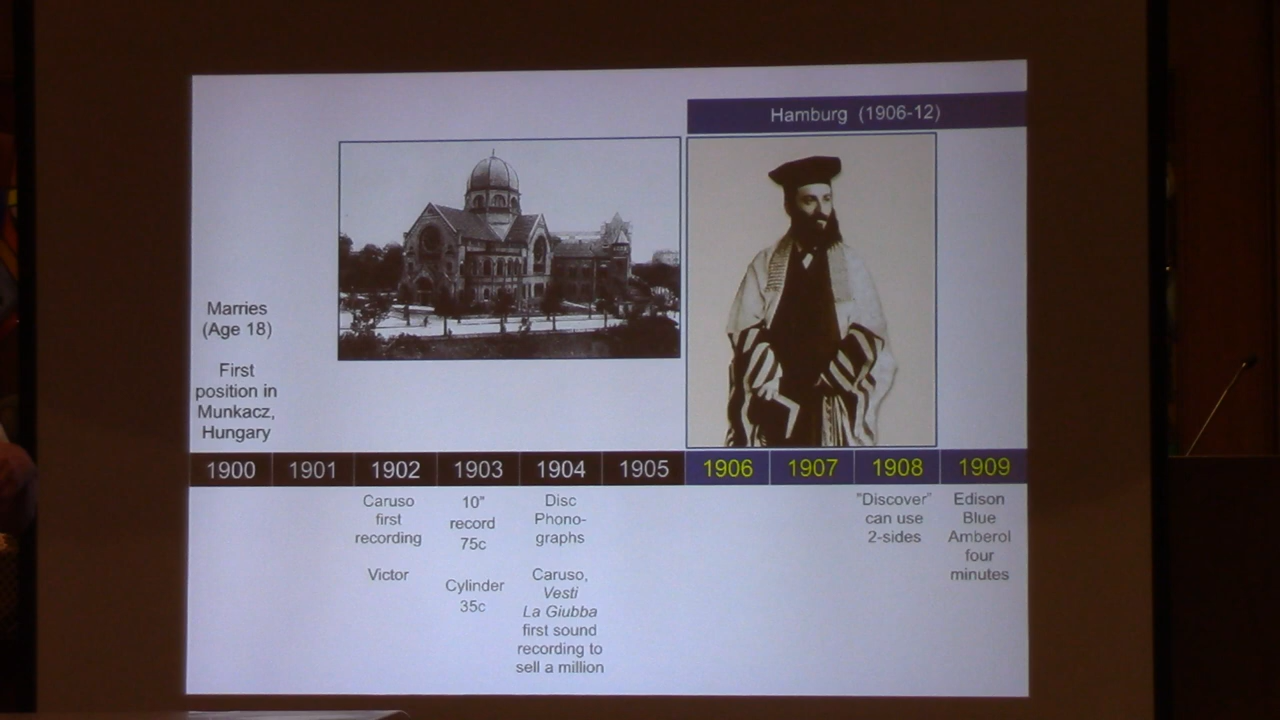 Hamburg (1906-12)
Marries
(Age 18)
First
position in
Munkacz,
Hungary
1900 1901 1902 1903 1904 1905 1906 1907 1908 1909
Caruso
first
recording
Victor
10"
record
75c
Cylinder
35c
Disc
Phono-
graphs
Caruso,
Vesti
La Giubba
first sound
recording to
sell a million
"Discover"
can use
2-sides
Edison
Blue
Amberol
four
minutes